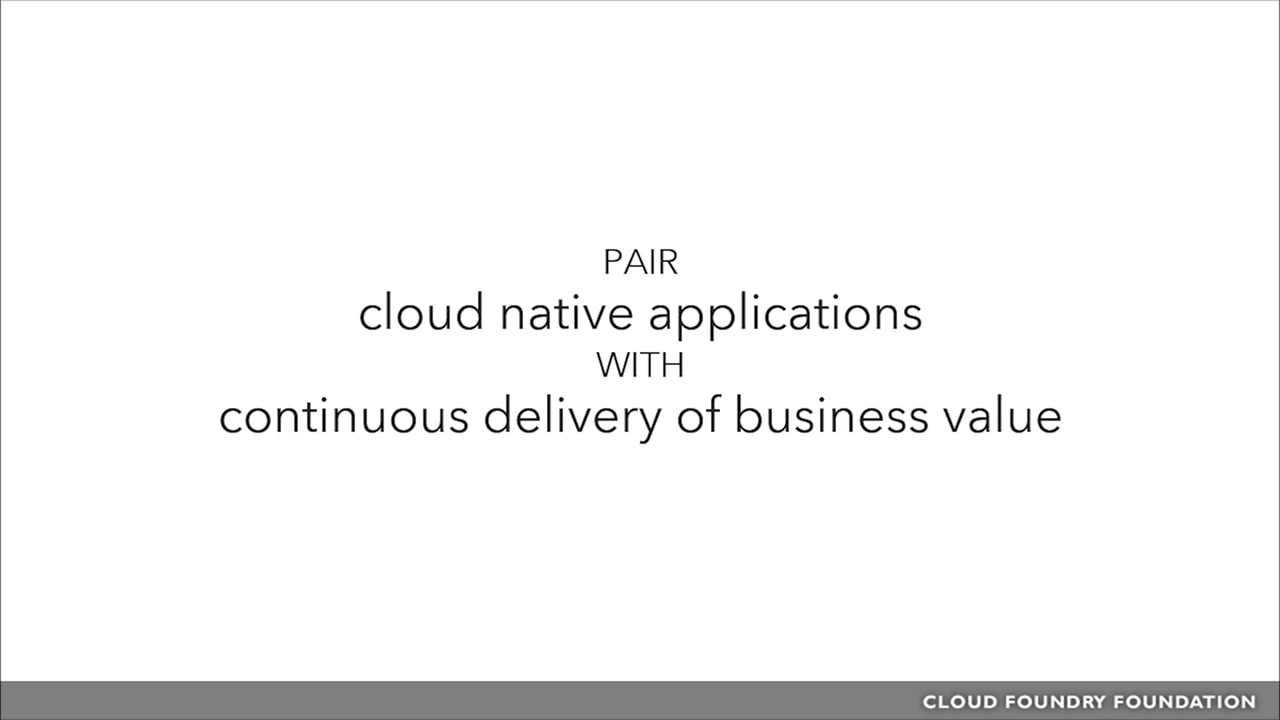 PAIR
cloud native applications
WITH
continuous delivery of business value
CLOUD FOUNDRY FOUNDATION